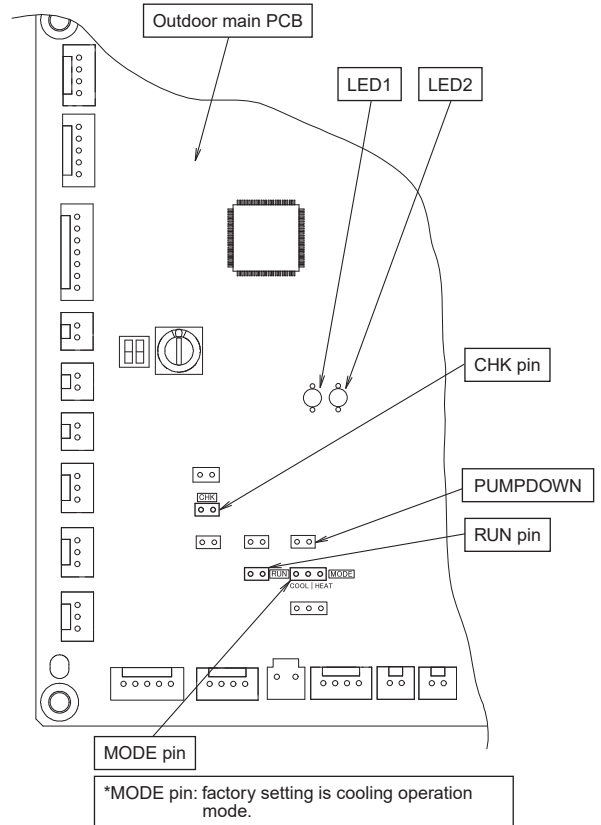 Outdoor main PCB
LED1
LED2
CHK pin
CHK
PUMPDOWN
RUN pin
RUN
MODE
COOL | HEAT
MODE pin
*MODE pin: factory setting is cooling operation
mode.